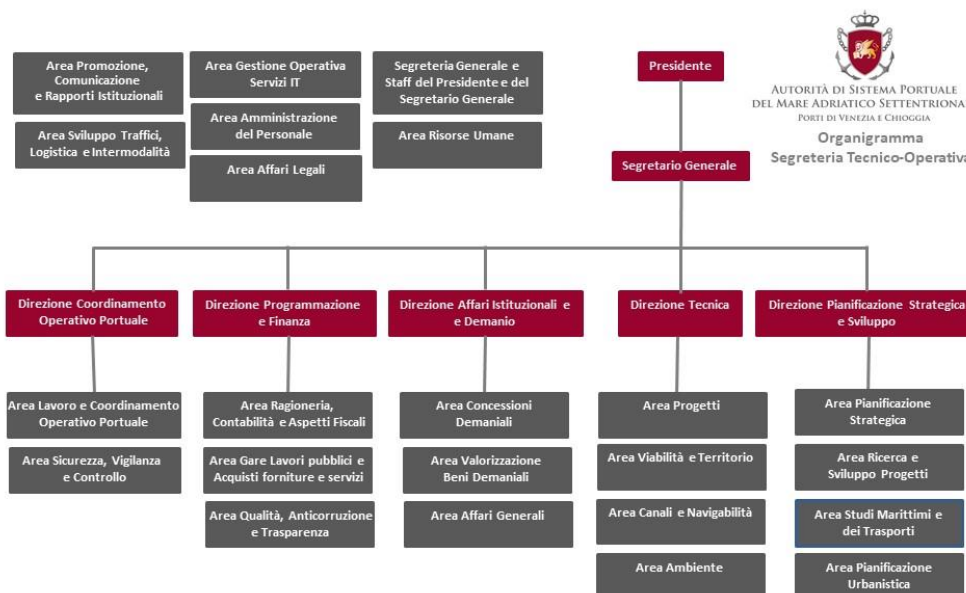 Area Promozione,
Comunicazione
e Rapporti Istituzionali
Area Sviluppo Traffici,
Logistica e Intermodalità
Area Gestione Operativa
Servizi IT
Area Amministrazione
del Personale
Area Affari Legali
Segreteria Generale e
Staff del Presidente e del
Segretario Generale
Area Risorse Umane
Presidente
Segretario Generale
AUTORITÀ DI SISTEMA PORTUALE
DEL MARE ADRIATICO SETTENTRIONA
PORTI DI VENEZIA E CHIOGGIA
Organigramma
Segreteria Tecnico-Operativa
Direzione Coordinamento
Operativo Portuale
Area Lavoro e Coordinamento
Operativo Portuale
Area Sicurezza, Vigilanza
e Controllo
Direzione Programmazione
e Finanza
Area Ragioneria,
Contabilità e Aspetti Fiscali
Area Gare Lavori pubblici e
Acquisti forniture e servizi
Area Qualità, Anticorruzione
e Trasparenza
Direzione Affari Istituzionali e
e Demanio
Area Concessioni
Demaniali
Area Valorizzazione
Beni Demaniali
Area Affari Generali
Direzione Tecnica
Area Progetti
Area Viabilità e Territorio
Area Canali e Navigabilità
Area Ambiente
Direzione Pianificazione Strategica
e Sviluppo
Area Pianificazione
Strategica
Area Ricerca e
Sviluppo Progetti
Area Studi Marittimi e
dei Trasporti
Area Pianificazione
Urbanistica